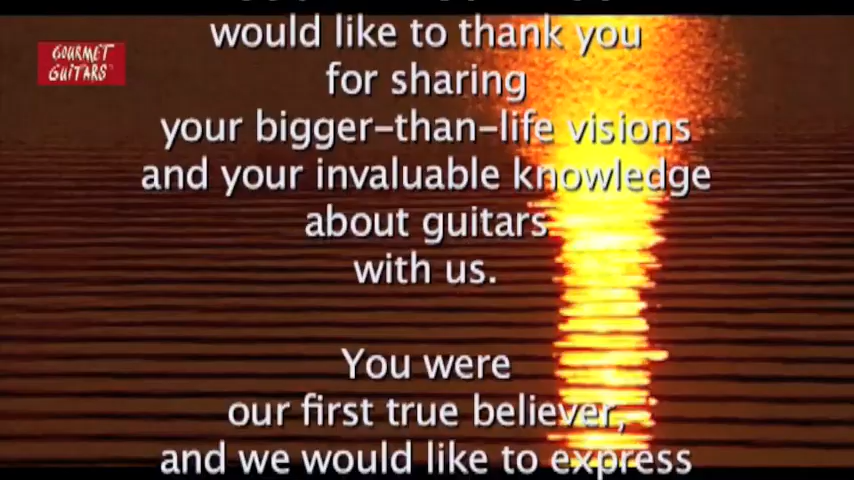 GOURMET
GUITARS
would like to thank you
for sharing
your bigger-than-life visions
and your invaluable knowledge
about guitars
with us.
You were
our first true believer,
and we would like to express